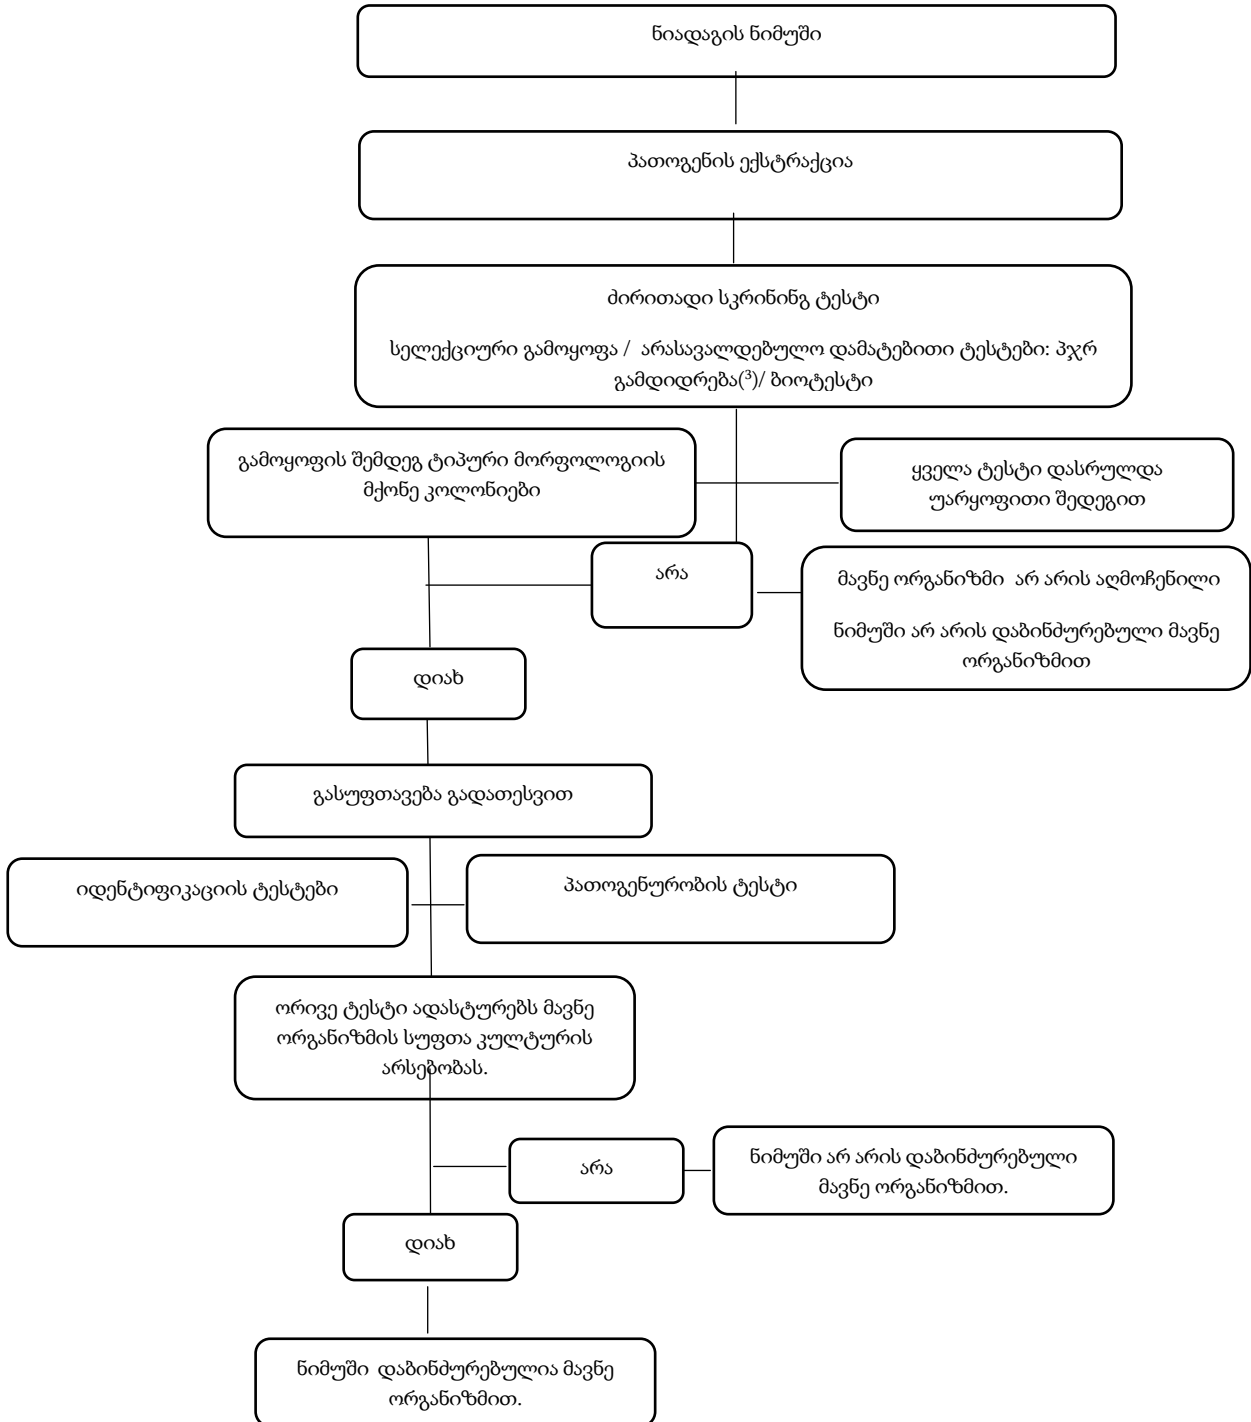 ნიადაგის ნიმუში
პათოგენის ექსტრაქცია
ძირითადი სკრინინგ ტესტი
სელექციური გამოყოფა / არასავალდებულო დამატებითი ტესტები: პჯრ
გამდიდრება(³)/ ბიოტესტი
გამოყოფის შემდეგ ტიპური მორფოლოგიის
მქონე კოლონიები
ყველა ტესტი დასრულდა
უარყოფითი შედეგით
არა
მავნე ორგანიზმი არ არის აღმოჩენილი
ნიმუში არ არის დაბინძურებული მავნე
ორგანიზმით
დიახ
გასუფთავება გადათესვით
იდენტიფიკაციის ტესტები
პათოგენურობის ტესტი
ორივე ტესტი ადასტურებს მავნე
ორგანიზმის სუფთა კულტურის
არსებობას.
არა
ნიმუში არ არის დაბინძურებული
მავნე ორგანიზმით.
დიახ
ნიმუში დაბინძურებულია მავნე
ორგანიზმით.